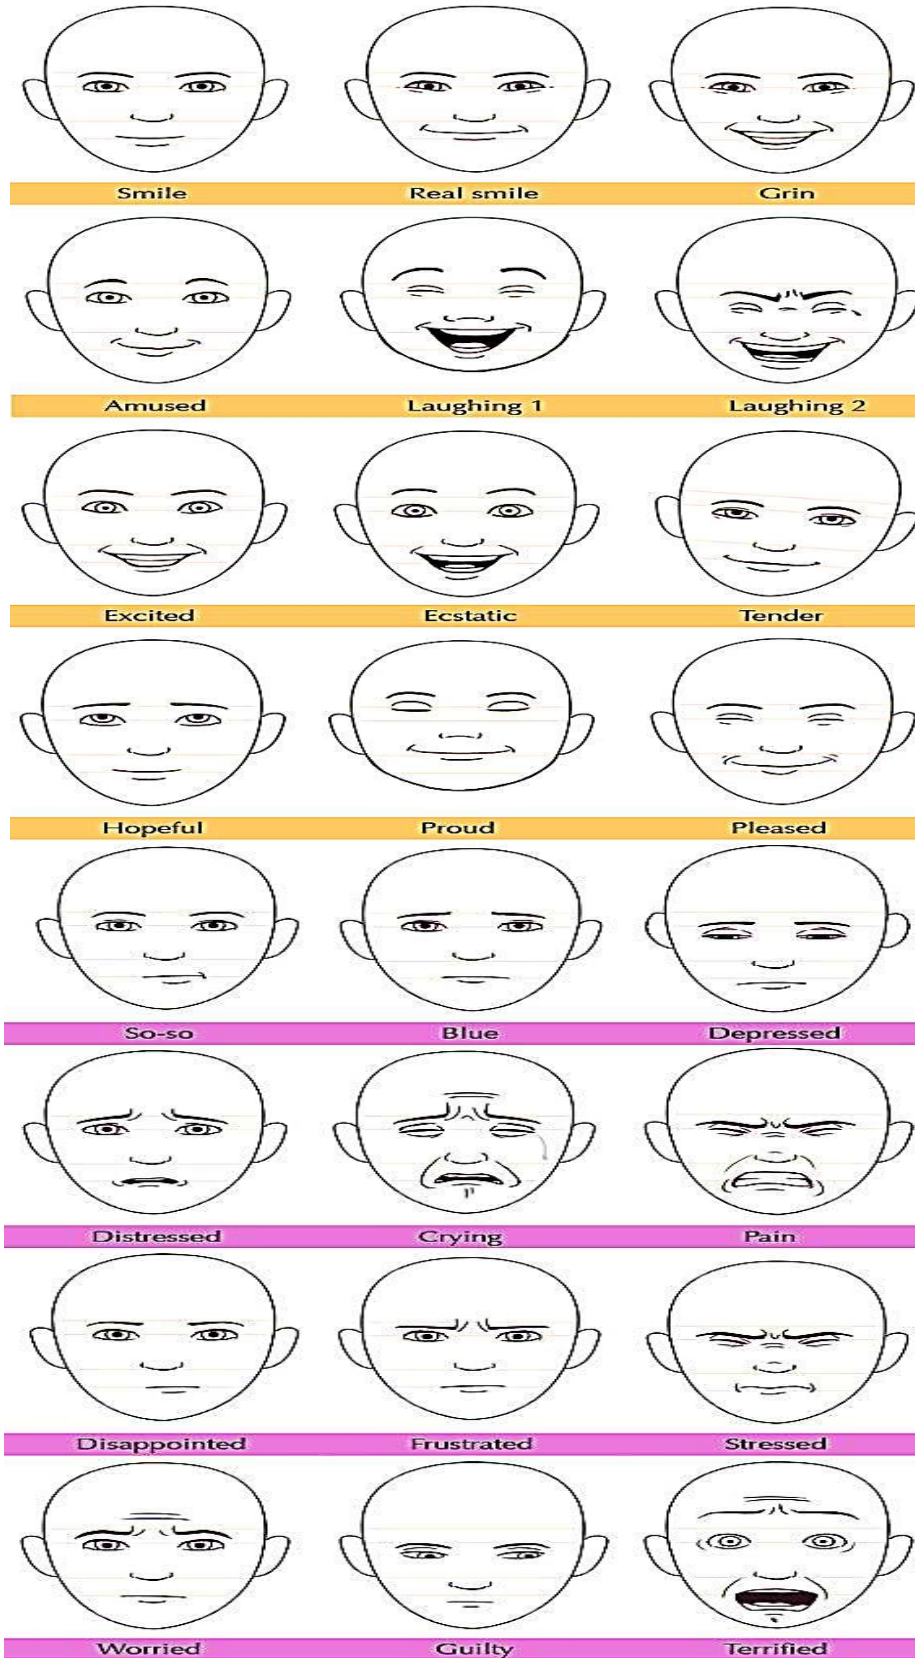 Smile Real smile Grin
Amused Laughing 1 Laughing 2
Excited Ecstatic Tender
Hopeful Proud Pleased
So-so Blue Depressed
Distressed Crying Pain
Disappointed Frustrated Stressed
Worried Guilty Terrified